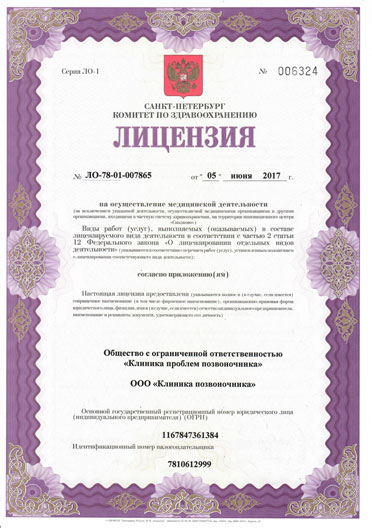 Серия ЛО-1 № 006324
САНКТ-ПЕТЕРБУРГ
КОМИТЕТ ПО ЗДРАВООХРАНЕНИЮ
ЛИЦЕНЗИЯ
№ ЛО-78-01-007865 от « 05 » июня 2017 г.
на осуществление медицинской деятельности
(за исключением указанной деятельности, осуществляемой медицинскими организациями и другими
организациями, входящими в частную систему здравоохранения, на территории инновационного центра
«Сколково»)
Виды работ (услуг), выполняемых (оказываемых) в составе
лицензируемого вида деятельности в соответствии с частью 2 статьи
12 Федерального закона «О лицензировании отдельных видов
деятельности» (указываются в соответствии с перечнем работ (услуг), установленным положением
о лицензировании соответствующего вида деятельности):
согласно приложению(ям)
Настоящая лицензия предоставлена (указывается полное и (в случае, если имеется)
сокращенное наименование (в том числе фирменное наименование), организационно-правовая форма
юридического лица, фамилия, имя и (в случае, если имеется) отчество индивидуального предпринимателя,
наименование и реквизиты документа, удостоверяющего его личность)
Общество с ограниченной ответственностью
«Клиника проблем позвоночника»
ООО «Клиника позвоночника»
Основной государственный регистрационный номер юридического лица
(индивидуального предпринимателя) (ОГРН)
1167847361384
Идентификационный номер налогоплательщика
7810612999